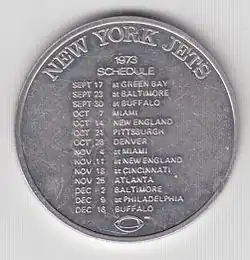 NEW YORK JETS
1973
SCHEDULE
SEPT 17 at GREEN BAY
SEPT 23 at BALTIMORE
SEPT 30 at BUFFALO
OCT 7 MIAMI
OCT 14 NEW ENGLAND
OCT 21 PITTSBURGH
OCT 28 DENVER
NOV 4 at MIAMI
NOV 11 at NEW ENGLAND
NOV 18 at CINCINNATI
NOV 25 ATLANTA
DEC 2 BALTIMORE
DEC 9 at PHILADELPHIA
DEC 16 BUFFALO